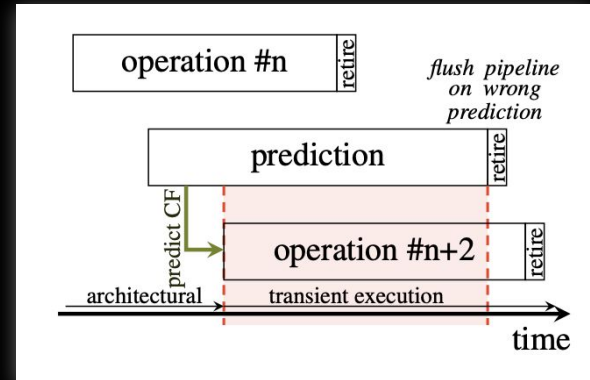 operation #n
retire
flush pipeline
on wrong
prediction
prediction
retire
predict CF
operation #n+2
retire
architectural
transient execution
time